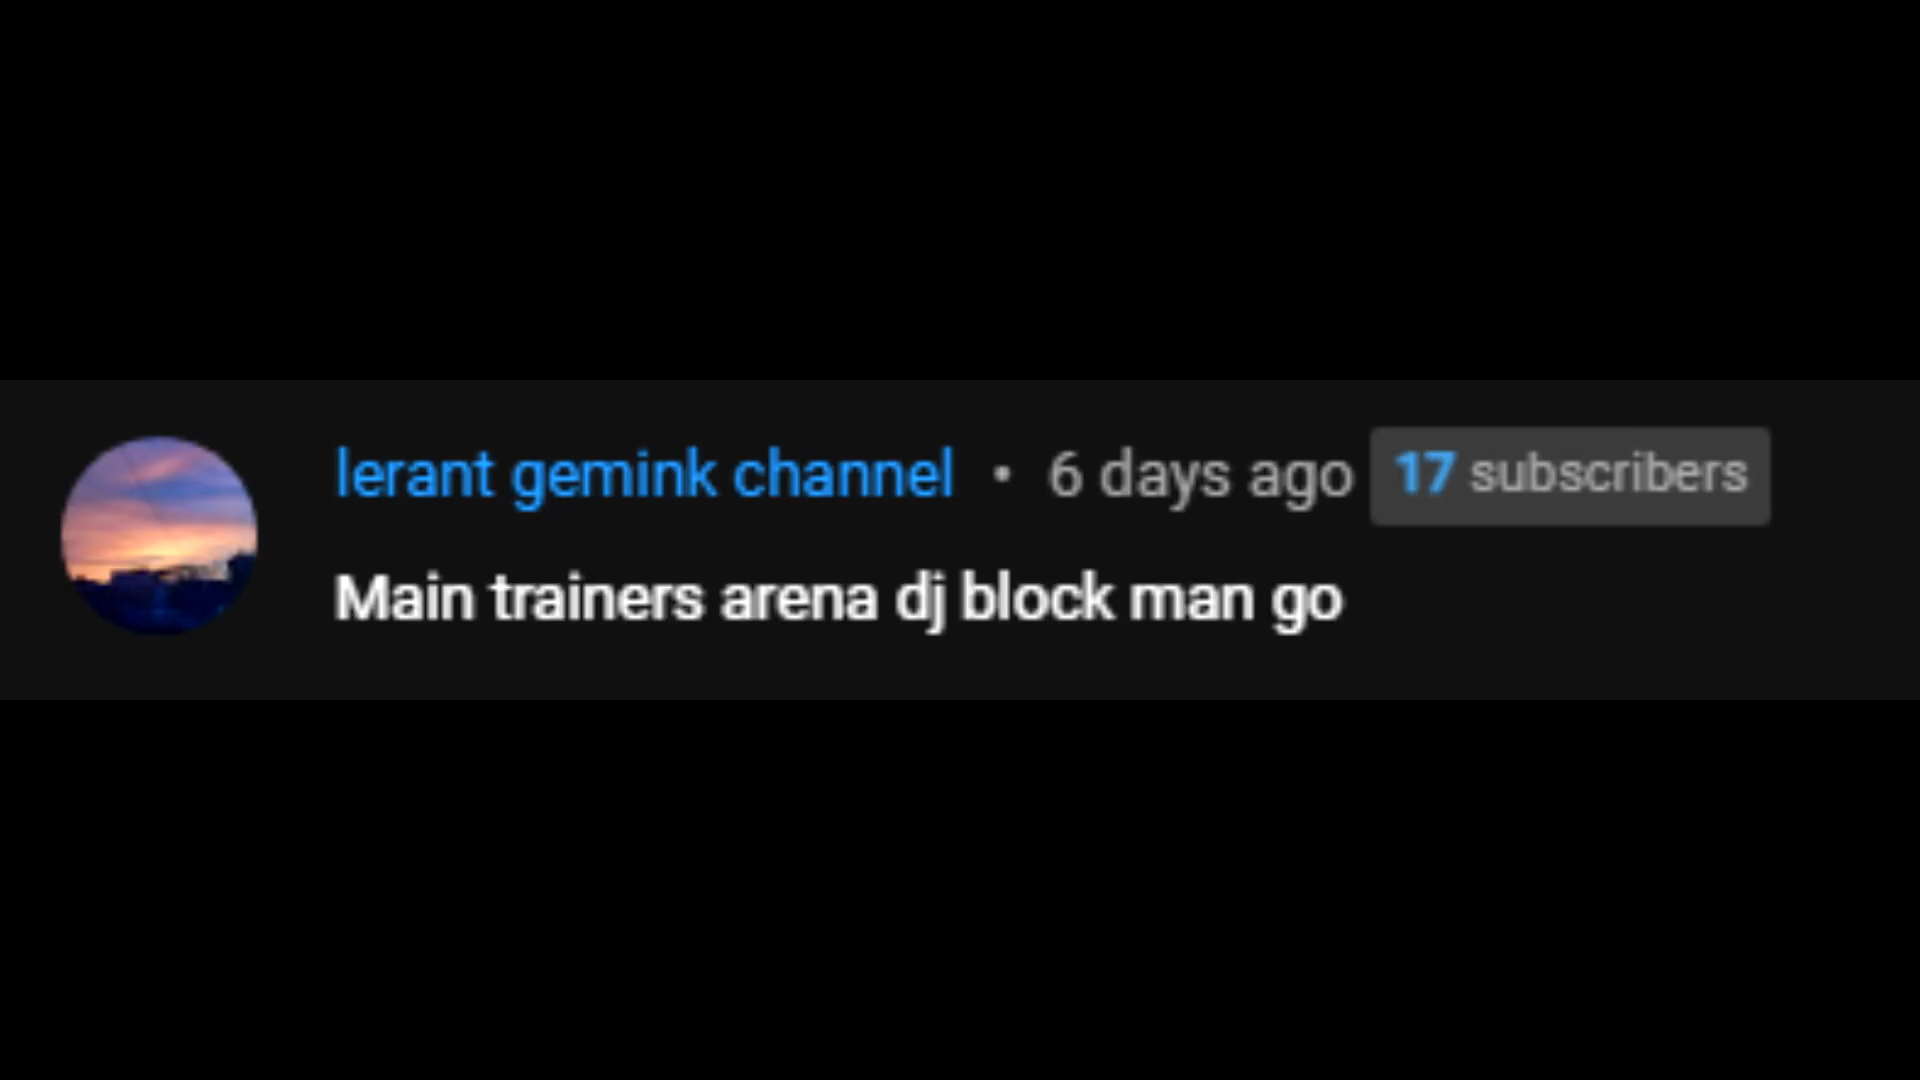 lerant gemink channel • 6 days ago 17 subscribers
Main trainers arena dj block man go